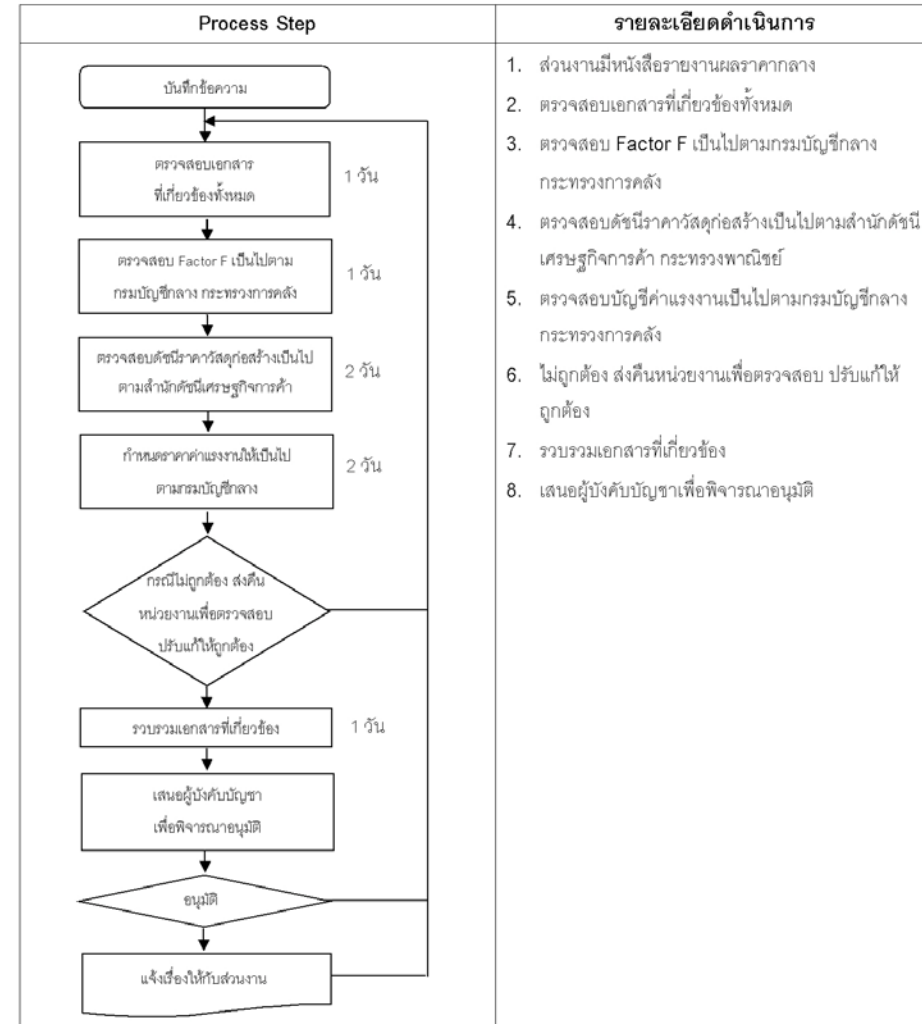 Process Step
รายละเอียดดำเนินการ
บันทึกข้อความ
ตรวจสอบเอกสาร
ที่เกี่ยวข้องทั้งหมด
1 วัน
ตรวจสอบ Factor F เป็นไปตาม
กรมบัญชีกลาง กระทรวงการคลัง
1 วัน
ตรวจสอบดัชนีราคาวัสดุก่อสร้างเป็นไป
ตามสำนักดัชนีเศรษฐกิจการค้า
2 วัน
กำหนดราคาค่าแรงงานให้เป็นไป
ตามกรมบัญชีกลาง
2 วัน
กรณีไม่ถูกต้อง ส่งคืน
หน่วยงานเพื่อตรวจสอบ
ปรับแก้ให้ถูกต้อง
รวบรวมเอกสารที่เกี่ยวข้อง
1 วัน
เสนอผู้บังคับบัญชา
เพื่อพิจารณาอนุมัติ
อนุมัติ
แจ้งเรื่องให้กับส่วนงาน
1. ส่วนงานมีหนังสือรายงานผลราคากลาง
2. ตรวจสอบเอกสารที่เกี่ยวข้องทั้งหมด
3. ตรวจสอบ Factor F เป็นไปตามกรมบัญชีกลาง
กระทรวงการคลัง
4. ตรวจสอบดัชนีราคาวัสดุก่อสร้างเป็นไปตามสำนักดัชนี
เศรษฐกิจการค้า กระทรวงพาณิชย์
5. ตรวจสอบบัญชีค่าแรงงานเป็นไปตามกรมบัญชีกลาง
กระทรวงการคลัง
6. ไม่ถูกต้อง ส่งคืนหน่วยงานเพื่อตรวจสอบ ปรับแก้ให้
ถูกต้อง
7. รวบรวมเอกสารที่เกี่ยวข้อง
8. เสนอผู้บังคับบัญชาเพื่อพิจารณาอนุมัติ